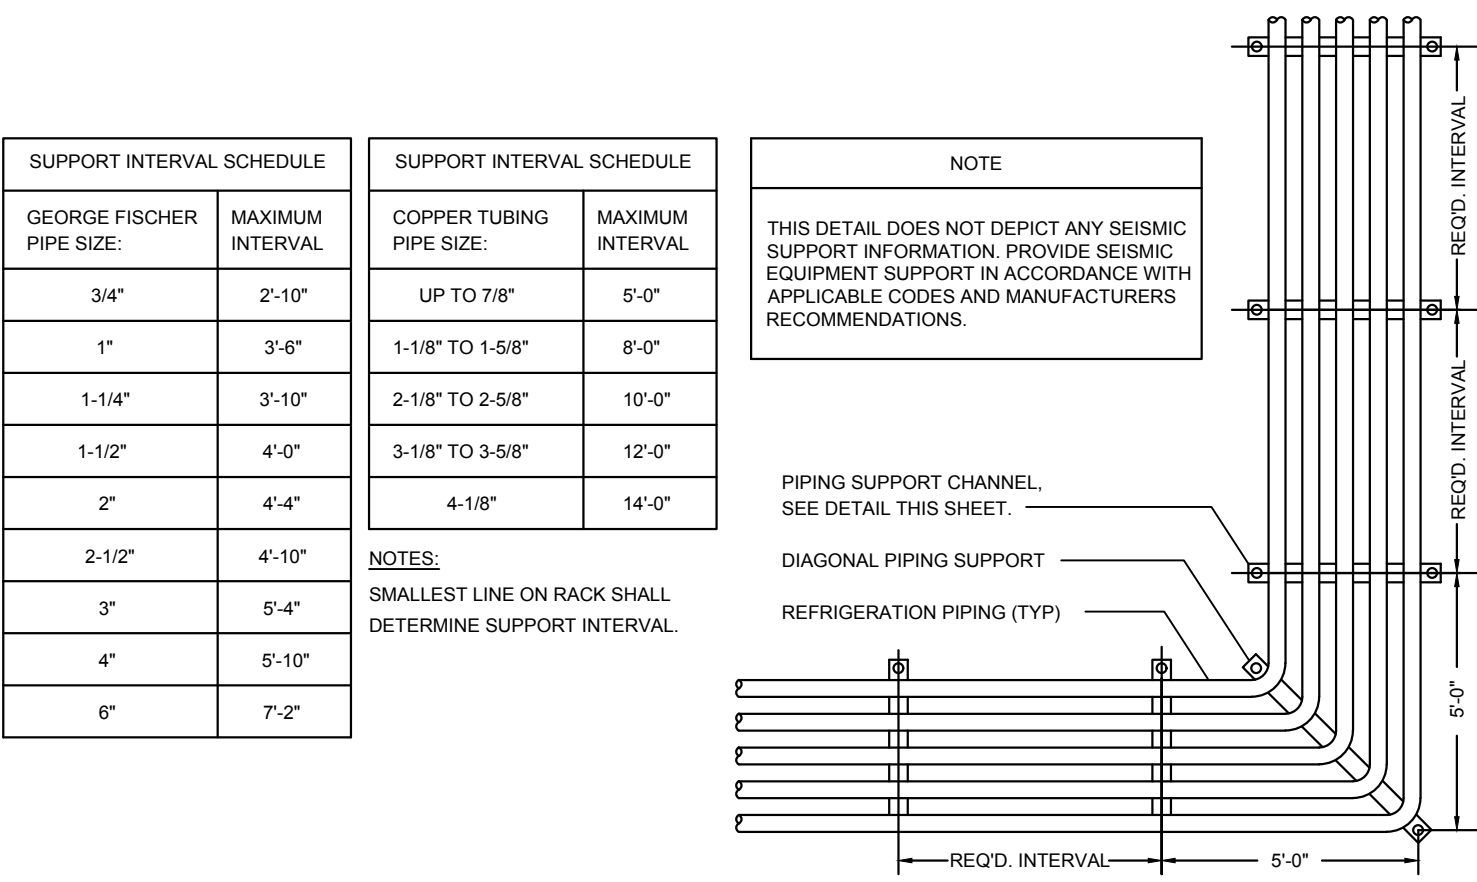 SUPPORT INTERVAL SCHEDULE
GEORGE FISCHER PIPE SIZE: MAXIMUM INTERVAL
3/4" 2'-10"
1" 3'-6"
1-1/4" 3'-10"
1-1/2" 4'-0"
2" 4'-4"
2-1/2" 4'-10"
3" 5'-4"
4" 5'-10"
6" 7'-2"
SUPPORT INTERVAL SCHEDULE
COPPER TUBING PIPE SIZE: MAXIMUM INTERVAL
UP TO 7/8" 5'-0"
1-1/8" TO 1-5/8" 8'-0"
2-1/8" TO 2-5/8" 10'-0"
3-1/8" TO 3-5/8" 12'-0"
4-1/8" 14'-0"
NOTES:
SMALLEST LINE ON RACK SHALL
DETERMINE SUPPORT INTERVAL.
NOTE
THIS DETAIL DOES NOT DEPICT ANY SEISMIC
SUPPORT INFORMATION. PROVIDE SEISMIC
EQUIPMENT SUPPORT IN ACCORDANCE WITH
APPLICABLE CODES AND MANUFACTURERS
RECOMMENDATIONS.
PIPING SUPPORT CHANNEL,
SEE DETAIL THIS SHEET.
DIAGONAL PIPING SUPPORT
REFRIGERATION PIPING (TYP)
REQ'D. INTERVAL
REQ'D. INTERVAL
5'-0"
REQ'D. INTERVAL
5'-0"